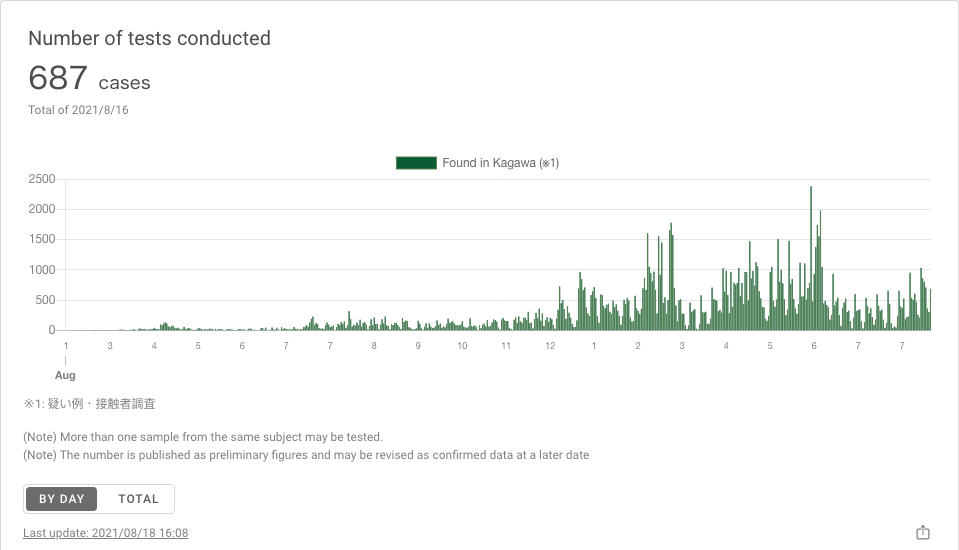 Number of tests conducted
687 cases
Total of 2021/8/16
Found in Kagawa (※1)
2500
2000
1500
1000
500
0
1 3 4 5 6 7 7 8 9 10 11 12 1 2 3 4 5 6 7 7
Aug
※1: 疑い例・接触者調査
(Note) More than one sample from the same subject may be tested.
(Note) The number is published as preliminary figures and may be revised as confirmed data at a later date
BY DAY TOTAL
Last update: 2021/08/18 16:08